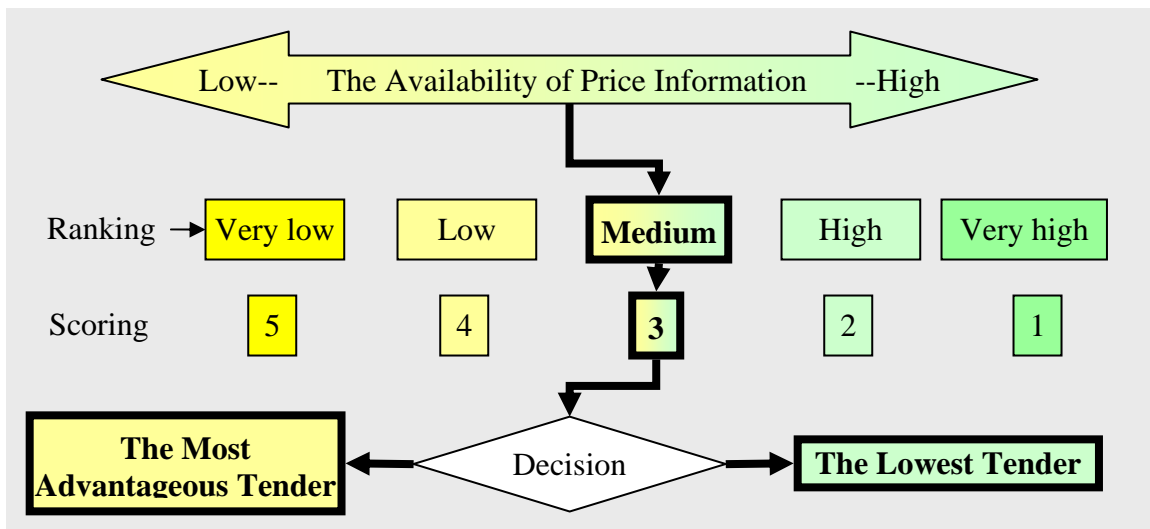 Low-- The Availability of Price Information --High
Ranking Very low Low Medium High Very high
Scoring 5 4 3 2 1
The Most
Advantageous Tender
Decision
The Lowest Tender